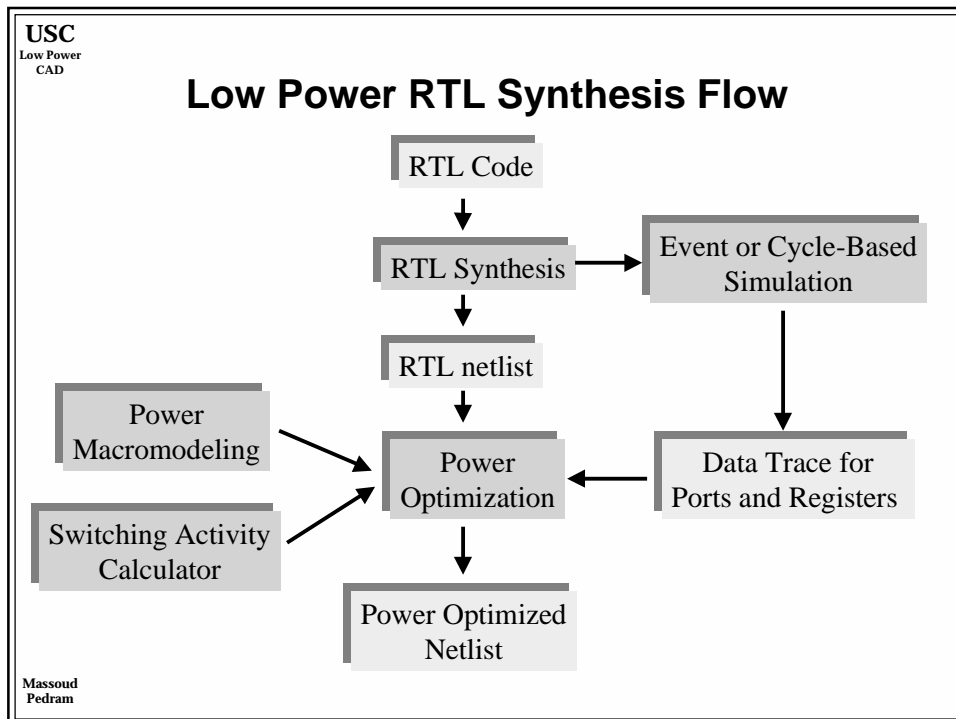 USC
Low Power
CAD
Low Power RTL Synthesis Flow
RTL Code
RTL Synthesis
Event or Cycle-Based
Simulation
RTL netlist
Power
Macromodeling
Power
Optimization
Data Trace for
Ports and Registers
Switching Activity
Calculator
Power Optimized
Netlist
Massoud
Pedram